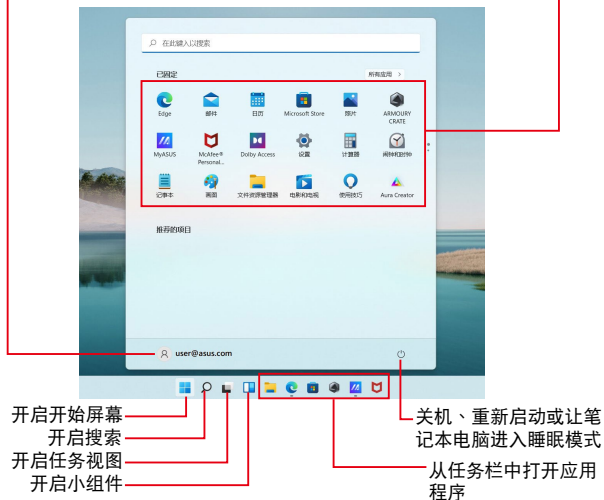 在此键入以搜索
已固定
所有应用 >
Edge
邮件
日历
Microsoft Store
照片
ARMOURY
CRATE
MyASUS
McAfee®
Personal...
Dolby Access
设置
计算器
闹钟和时钟
记事本
画图
文件资源管理器
电影和电视
使用技巧
Aura Creator
推荐的项目
user@asus.com
开启开始屏幕
开启搜索
开启任务视图
开启小组件
关机、重新启动或让笔
记本电脑进入睡眠模式
从任务栏中打开应用
程序